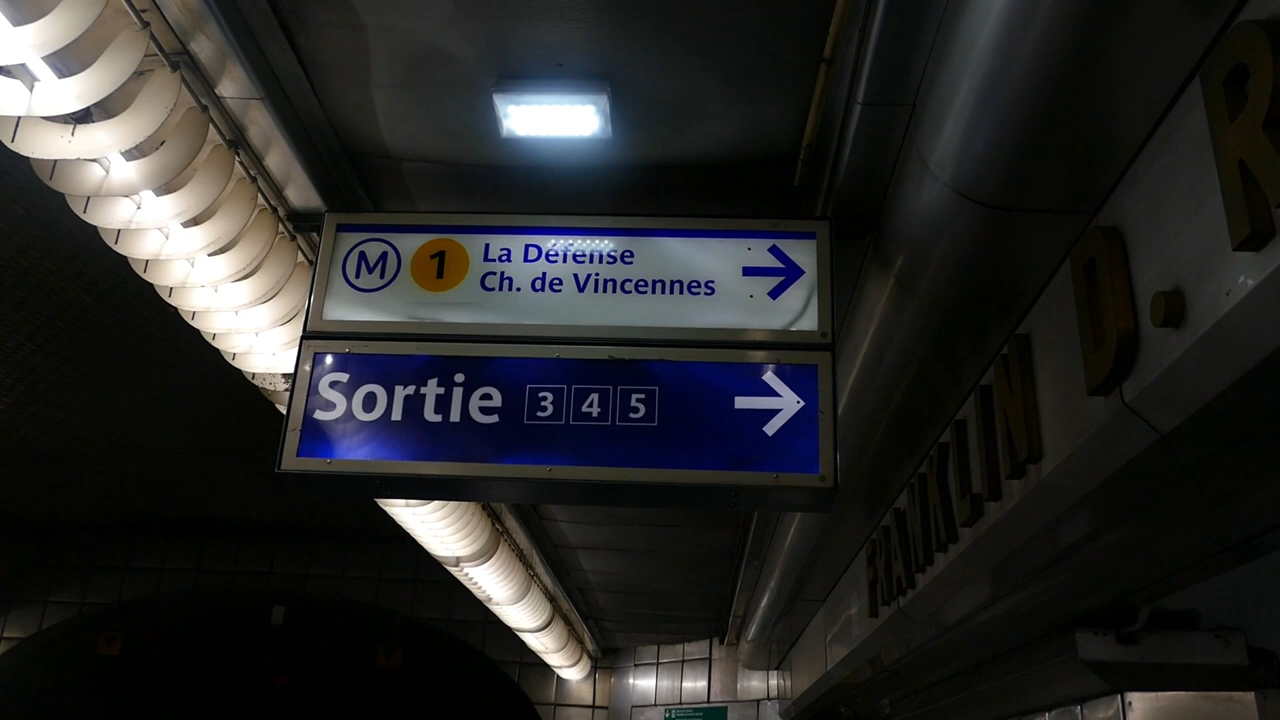 M 1 La Défense
Ch. de Vincennes
Sortie 3 4 5
FRANKLIN D. R